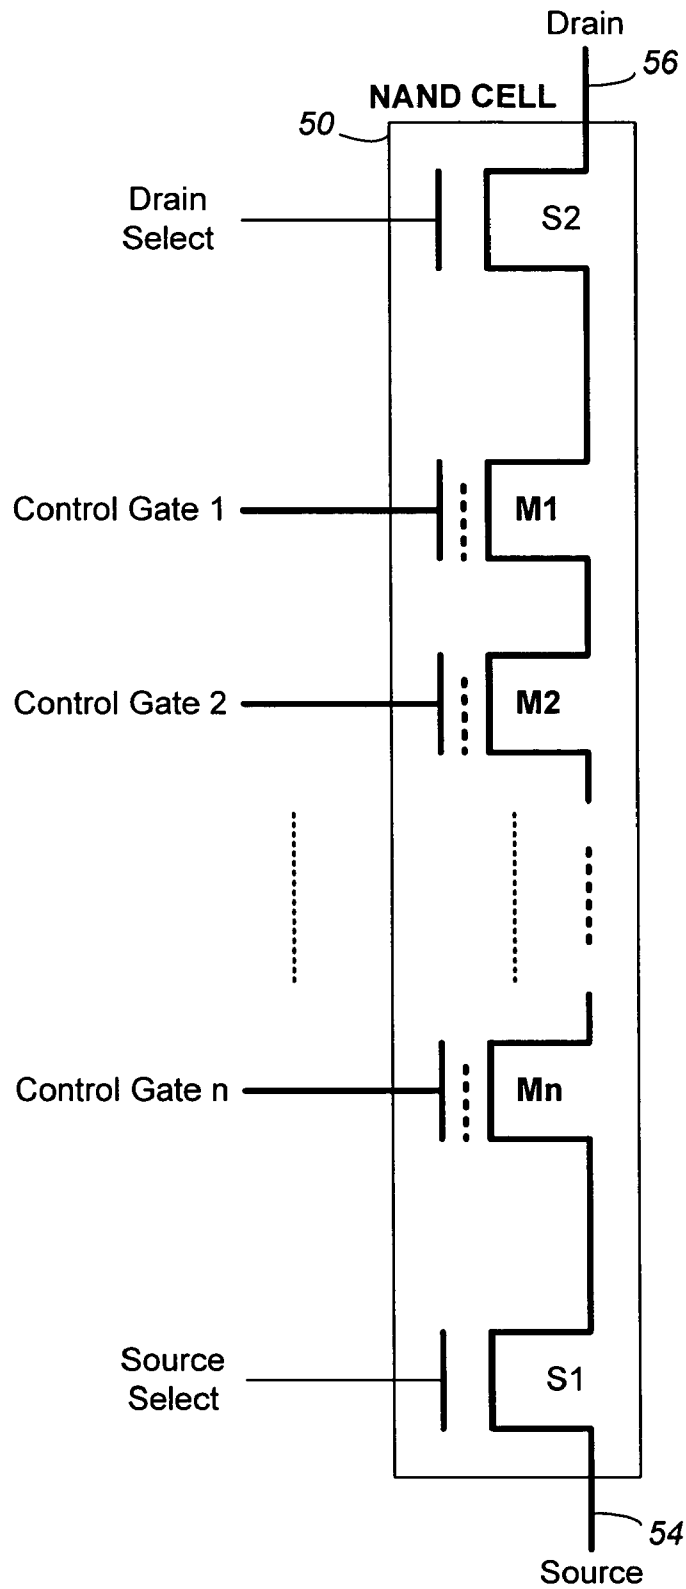 Drain
56
NAND CELL
50
Drain
Select
S2
Control Gate 1
M1
Control Gate 2
M2
Control Gate n
Mn
Source
Select
S1
54
Source